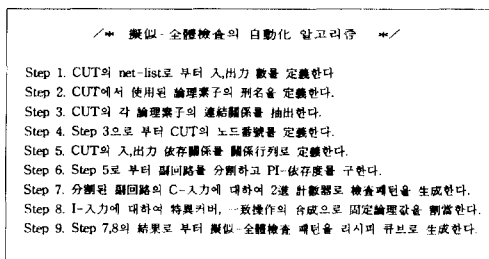 /* 擬似-全體檢査의 自動化 알고리즘 */
Step 1. CUT의 net-list로 부터 入,出力 數를 定義한다
Step 2. CUT에서 使用된 論理素子의 刑名을 定義한다.
Step 3. CUT의 각 論理素子의 連結關係를 抽出한다.
Step 4. Step 3으로 부터 CUT의 노드番號를 定義한다.
Step 5. CUT의 入,出力 依存關係를 關係行列로 定義한다.
Step 6. Step 5로 부터 副回路를 分割하고 PI-依存度를 구한다.
Step 7. 分割된 副回路의 C-入力에 대하여 2進 計數器로 檢査패턴을 生成한다.
Step 8. I-入力에 대하여 特異커버, 一致操作의 合成으로 固定論理값을 割當한다.
Step 9. Step 7,8의 結果로 부터 擬似-全體檢査 패턴을 리시피 큐브로 生成한다.